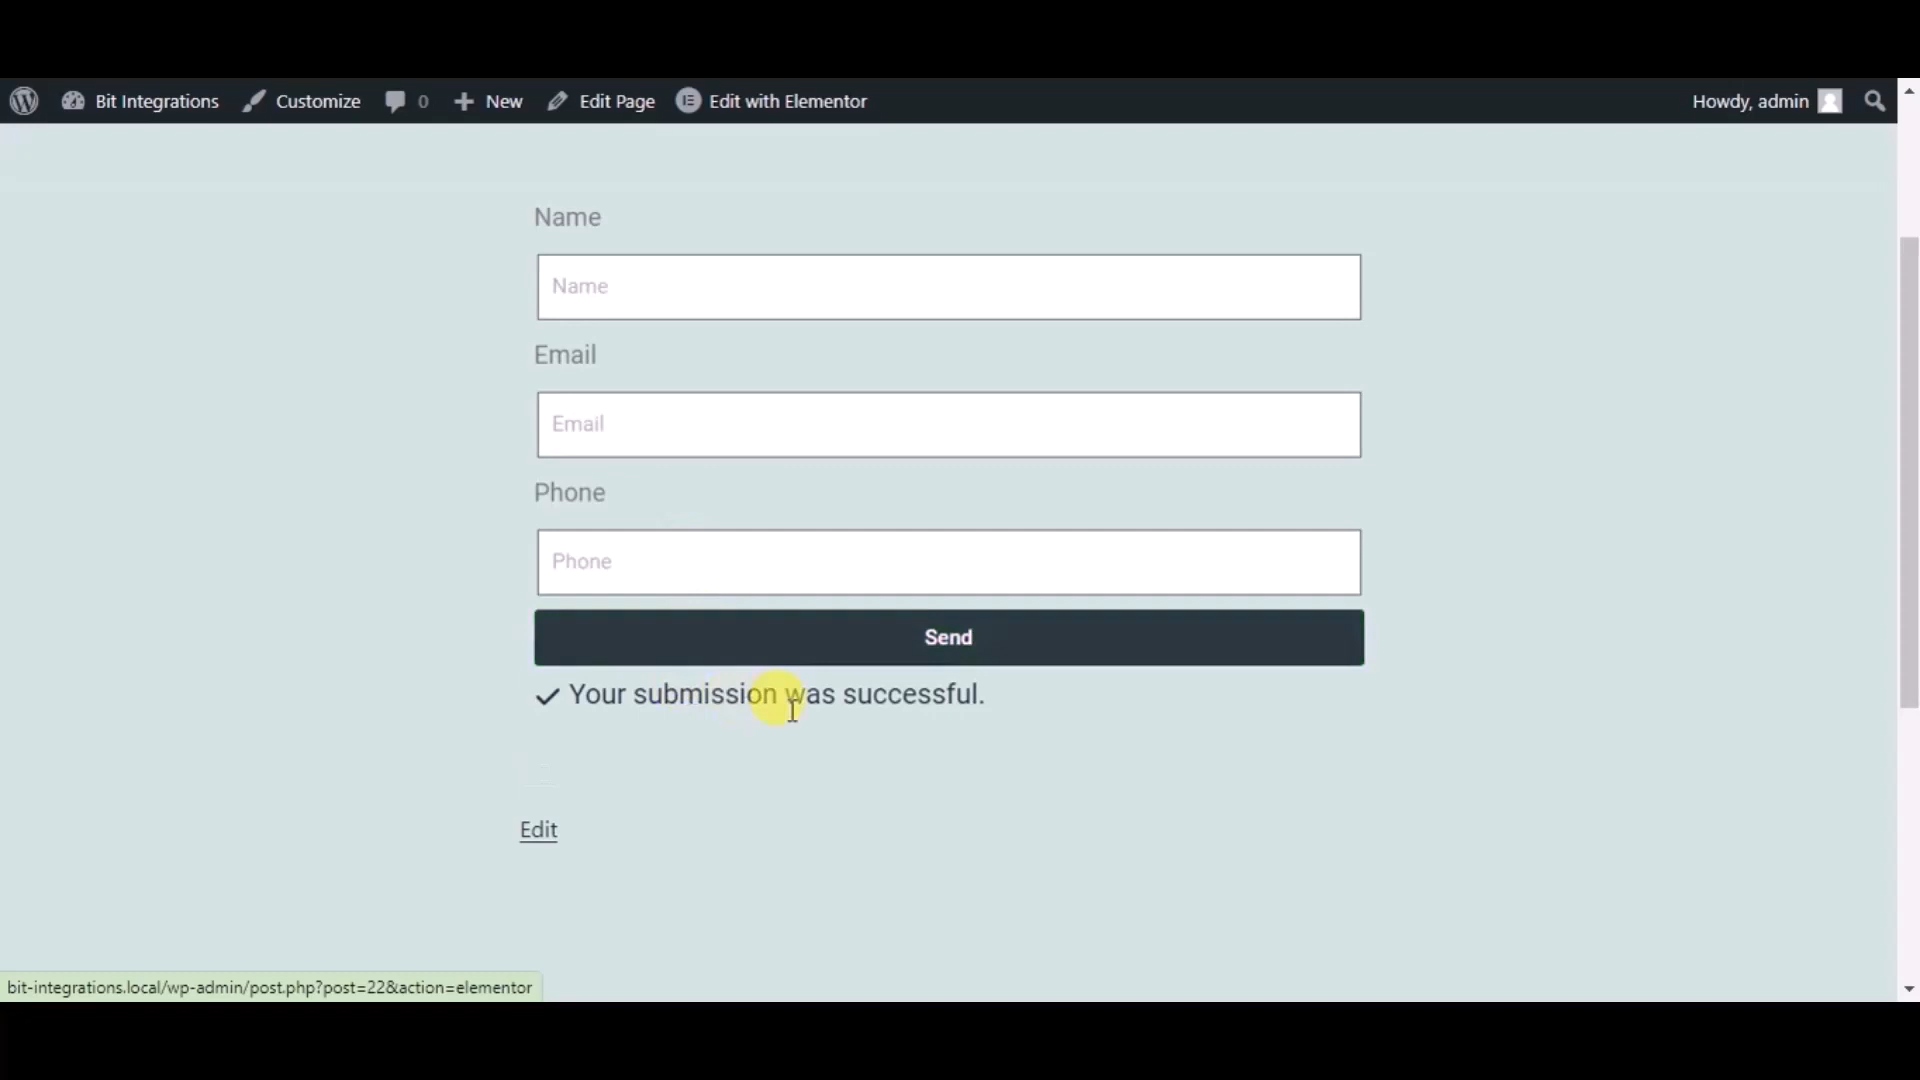 Bit Integrations Customize 0 New Edit Page Edit with Elementor Howdy, admin
Name
Name
Email
Email
Phone
Phone
Send
Your submission was successful.
Edit
bit-integrations.local/wp-admin/post.php?post=22&action=elementor